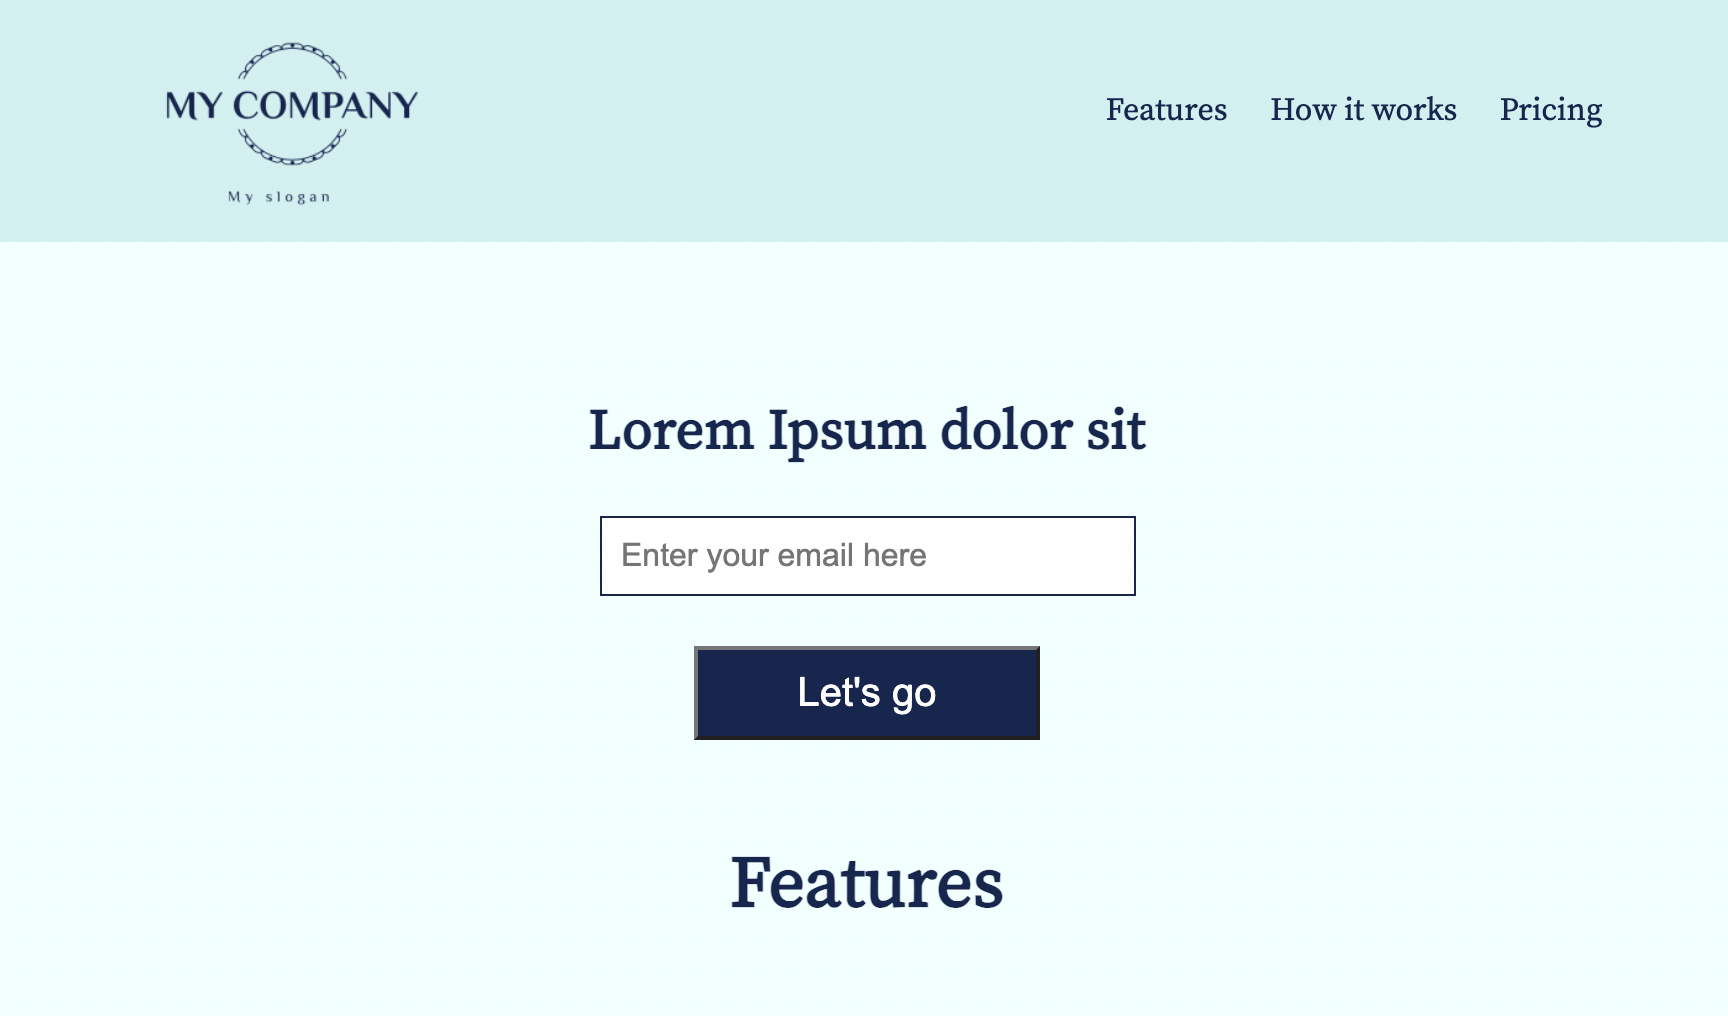 MY COMPANY
My slogan
Features How it works Pricing
Lorem Ipsum dolor sit
Enter your email here
Let's go
Features